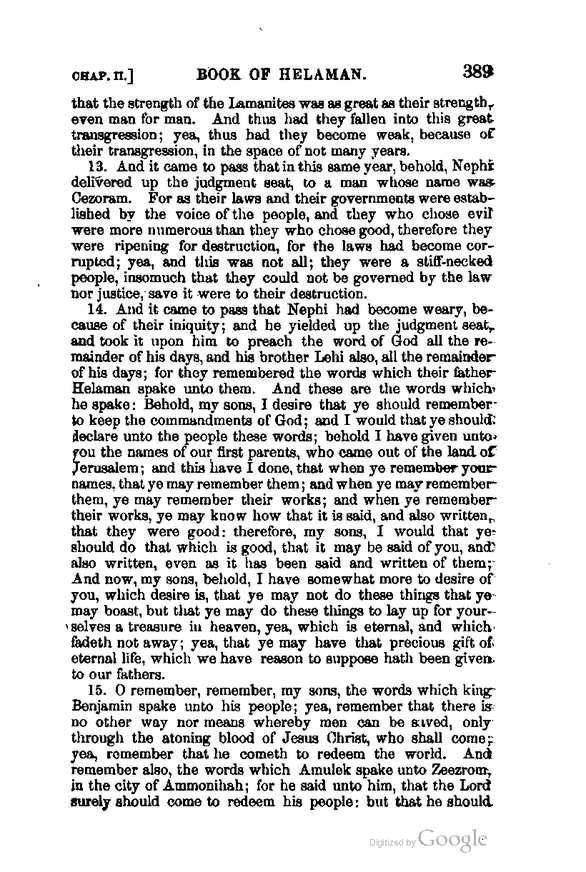 CHAP. II.] BOOK OF HELAMAN. 389
that the strength of the Lamanites was as great as their strength,
even man for man. And thus had they fallen into this great
transgression; yea, thus had they become weak, because of
their transgression, in the space of not many years.
13. And it came to pass that in this same year, behold, Nephi
delivered up the judgment seat, to a man whose name was
Cezoram. For as their laws and their governments were estab-
lished by the voice of the people, and they who chose evil
were more numerous than they who chose good, therefore they
were ripening for destruction, for the laws had become cor-
rupted; yea, and this was not all; they were a stiff-necked
people, insomuch that they could not be governed by the law
nor justice, save it were to their destruction.
14. And it came to pass that Nephi had become weary, be-
cause of their iniquity; and he yielded up the judgment seat,
and took it upon him to preach the word of God all the re-
mainder of his days, and his brother Lehi also, all the remainder
of his days; for they remembered the words which their father
Helaman spake unto them. And these are the words which
he spake: Behold, my sons, I desire that ye should remember
to keep the commandments of God; and I would that ye should
declare unto the people these words; behold I have given unto
you the names of our first parents, who came out of the land of
Jerusalem; and this have I done, that when ye remember your
names, that ye may remember them; and when ye may remember
them, ye may remember their works; and when ye remember
their works, ye may know how that it is said, and also written,
that they were good: therefore, my sons, I would that ye
should do that which is good, that it may be said of you, and
also written, even as it has been said and written of them;
And now, my sons, behold, I have somewhat more to desire of
you, which desire is, that ye may not do these things that ye
may boast, but that ye may do these things to lay up for your-
selves a treasure in heaven, yea, which is eternal, and which
fadeth not away; yea, that ye may have that precious gift of
eternal life, which we have reason to suppose hath been given
to our fathers.
15. O remember, remember, my sons, the words which king
Benjamin spake unto his people; yea, remember that there is
no other way nor means whereby men can be saved, only
through the atoning blood of Jesus Christ, who shall come;
yea, remember that he cometh to redeem the world. And
remember also, the words which Amulek spake unto Zeezrom,
in the city of Ammonihah; for he said unto him, that the Lord
surely should come to redeem his people: but that he should
Digitized by Google